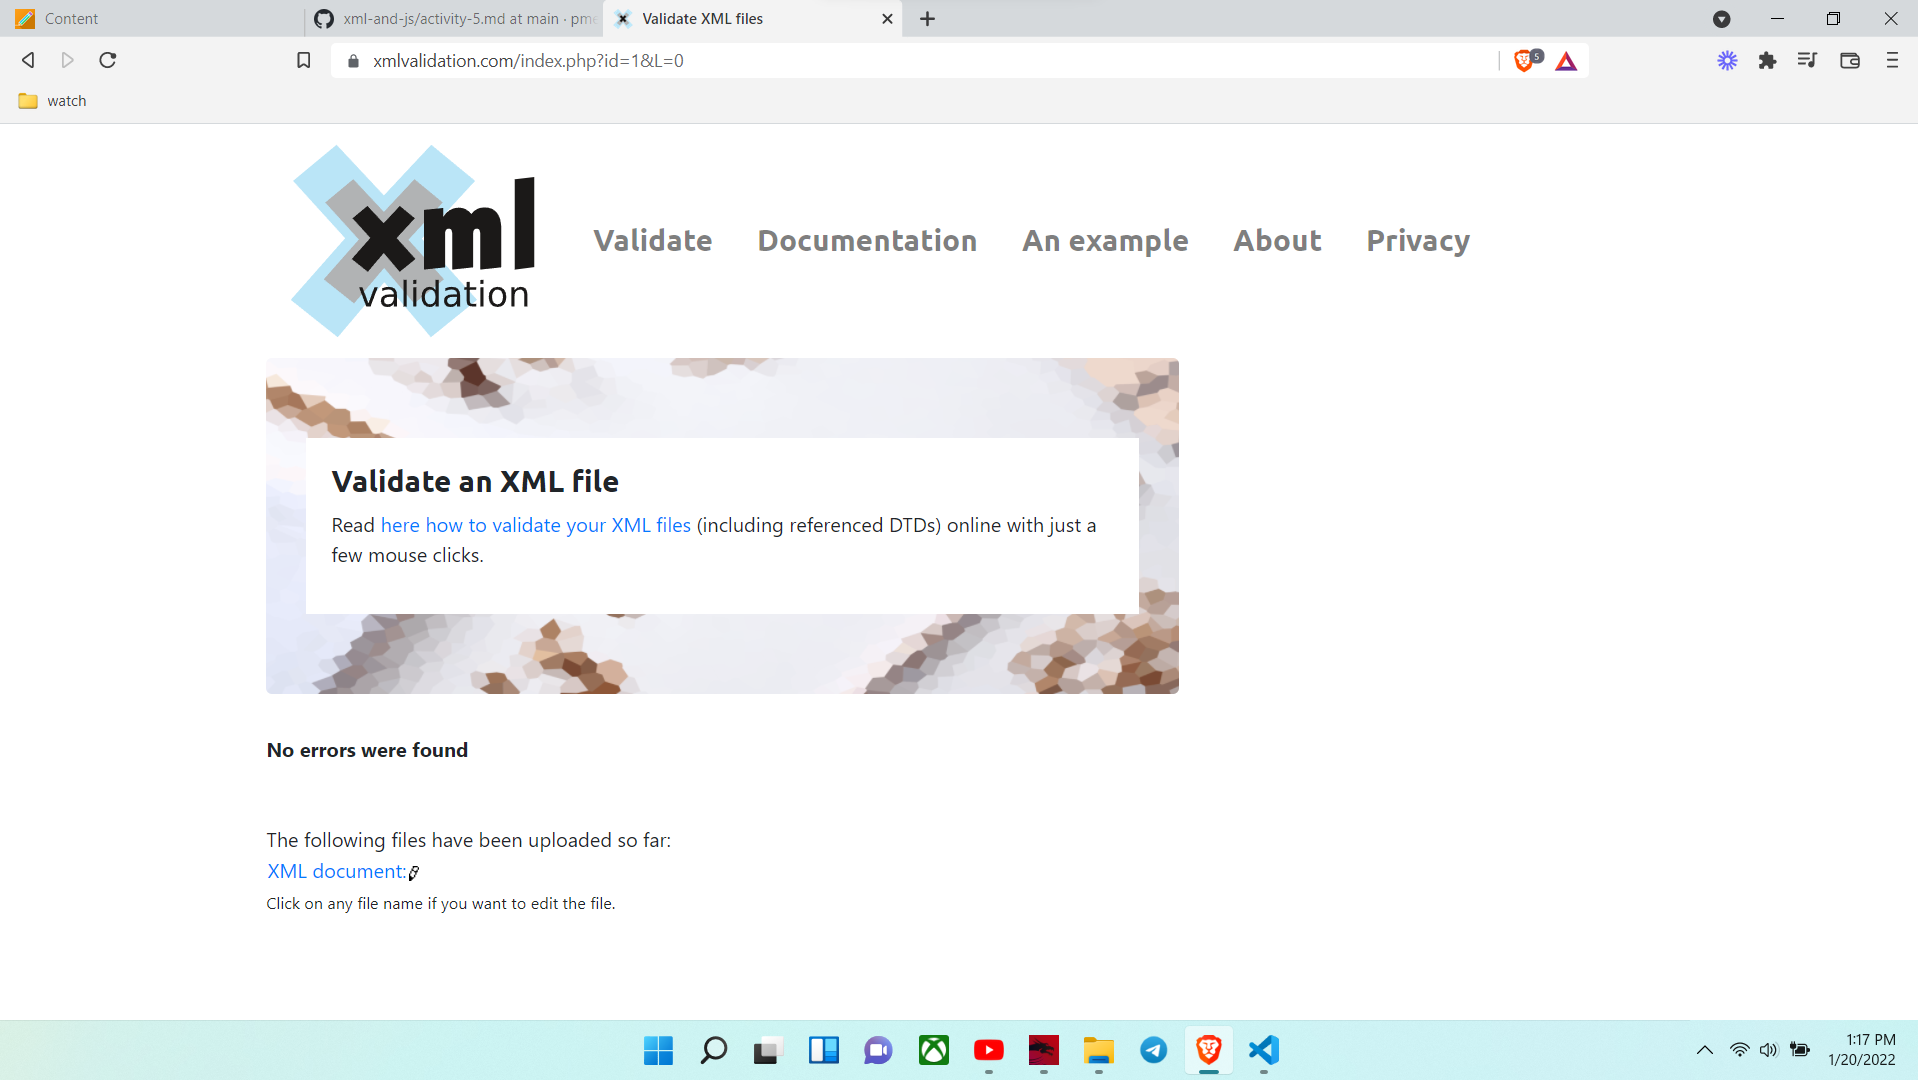 Content
xml-and-js/activity-5.md at main · pme
Validate XML files
xmlvalidation.com/index.php?id=1&L=0
5
watch
xml
validation
Validate
Documentation
An example
About
Privacy
Validate an XML file
Read here how to validate your XML files (including referenced DTDs) online with just a
few mouse clicks.
No errors were found
The following files have been uploaded so far:
XML document:
Click on any file name if you want to edit the file.
1:17 PM
1/20/2022